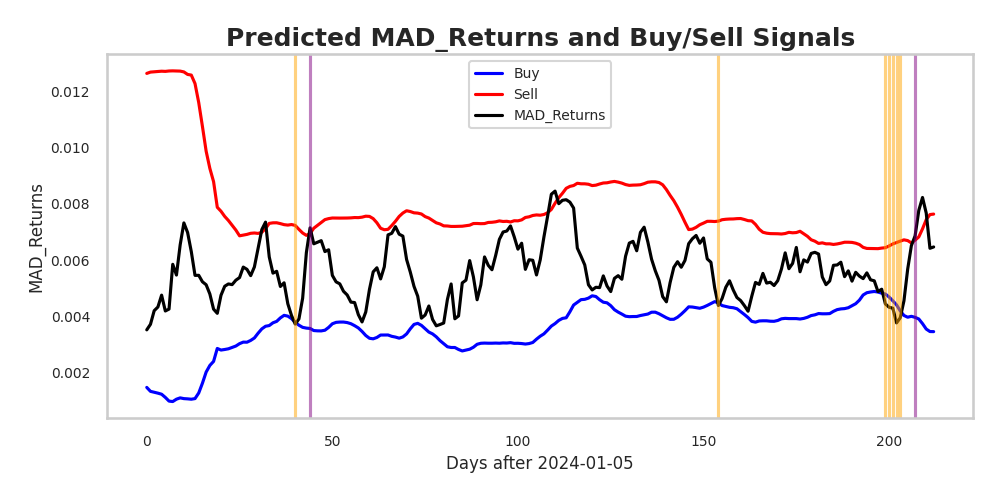 Predicted MAD_Returns and Buy/Sell Signals
Buy
Sell
MAD_Returns
MAD_Returns
0.012
0.010
0.008
0.006
0.004
0.002
0 50 100 150 200
Days after 2024-01-05